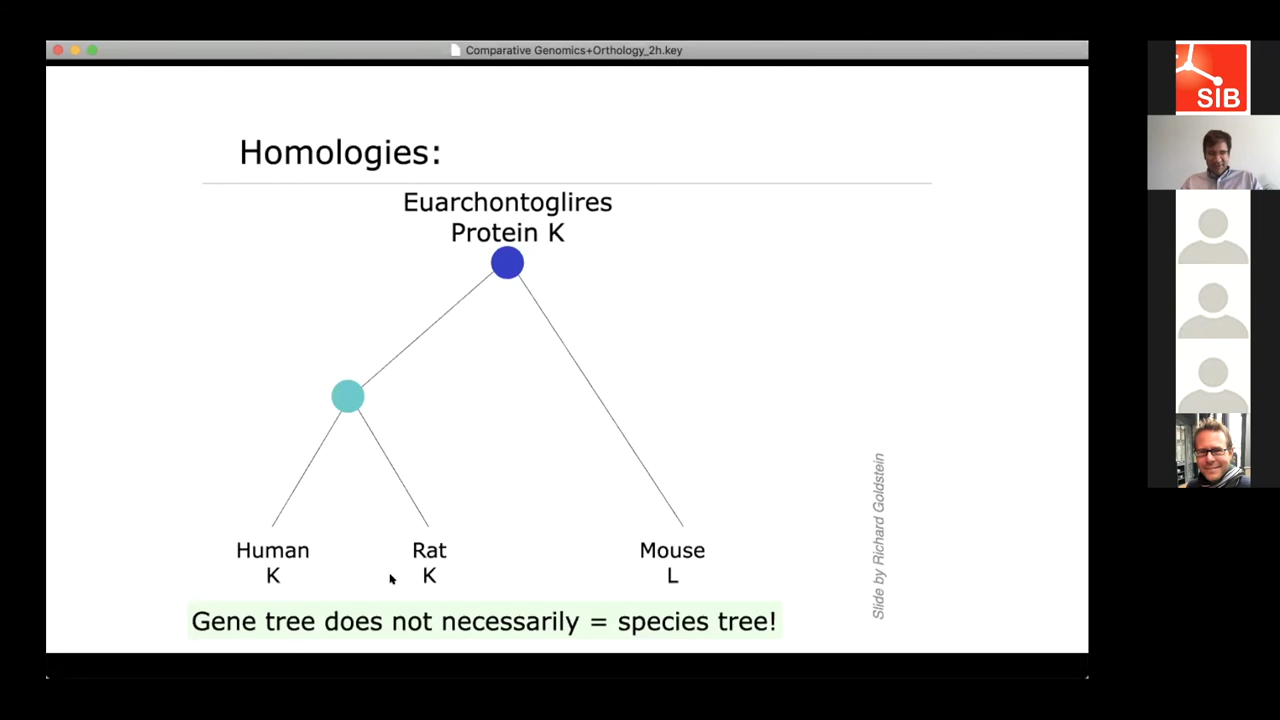 Comparative Genomics+Orthology_2h.key
SIB
Homologies:
Euarchontoglires
Protein K
Human
K
Rat
K
Mouse
L
Gene tree does not necessarily = species tree!
Slide by Richard Goldstein